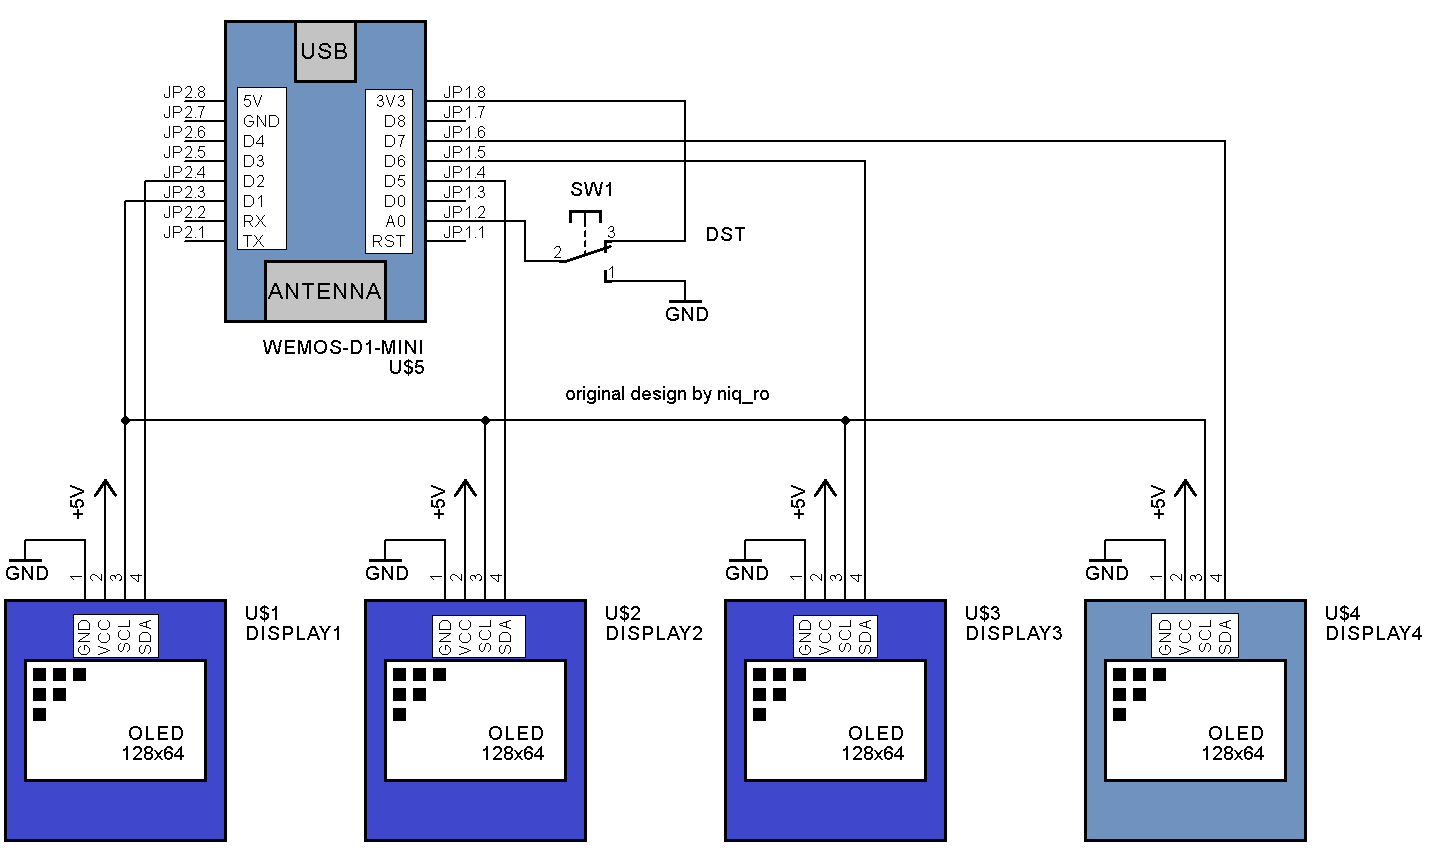 USB
JP2.8 5V 3V3 JP1.8
JP2.7 GND D8 JP1.7
JP2.6 D4 D7 JP1.6
JP2.5 D3 D6 JP1.5
JP2.4 D2 D5 JP1.4
JP2.3 D1 D0 JP1.3
JP2.2 RX A0 JP1.2
JP2.1 TX RST JP1.1
SW1
3
DST
2
1
GND
ANTENNA
WEMOS-D1-MINI
U$5
original design by niq_ro
+5V +5V +5V +5V
GND GND GND GND
1 2 3 4 1 2 3 4 1 2 3 4 1 2 3 4
U$1 U$2 U$3 U$4
DISPLAY1 DISPLAY2 DISPLAY3 DISPLAY4
GND VCC SCL SDA GND VCC SCL SDA GND VCC SCL SDA GND VCC SCL SDA
OLED OLED OLED OLED
128x64 128x64 128x64 128x64